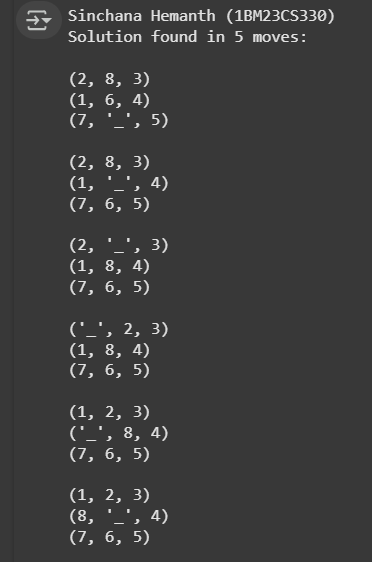 Sinchana Hemanth (1BM23CS330)
Solution found in 5 moves:
(2, 8, 3)
(1, 6, 4)
(7, '_', 5)
(2, 8, 3)
(1, '_', 4)
(7, 6, 5)
(2, '_', 3)
(1, 8, 4)
(7, 6, 5)
('_', 2, 3)
(1, 8, 4)
(7, 6, 5)
(1, 2, 3)
('_', 8, 4)
(7, 6, 5)
(1, 2, 3)
(8, '_', 4)
(7, 6, 5)